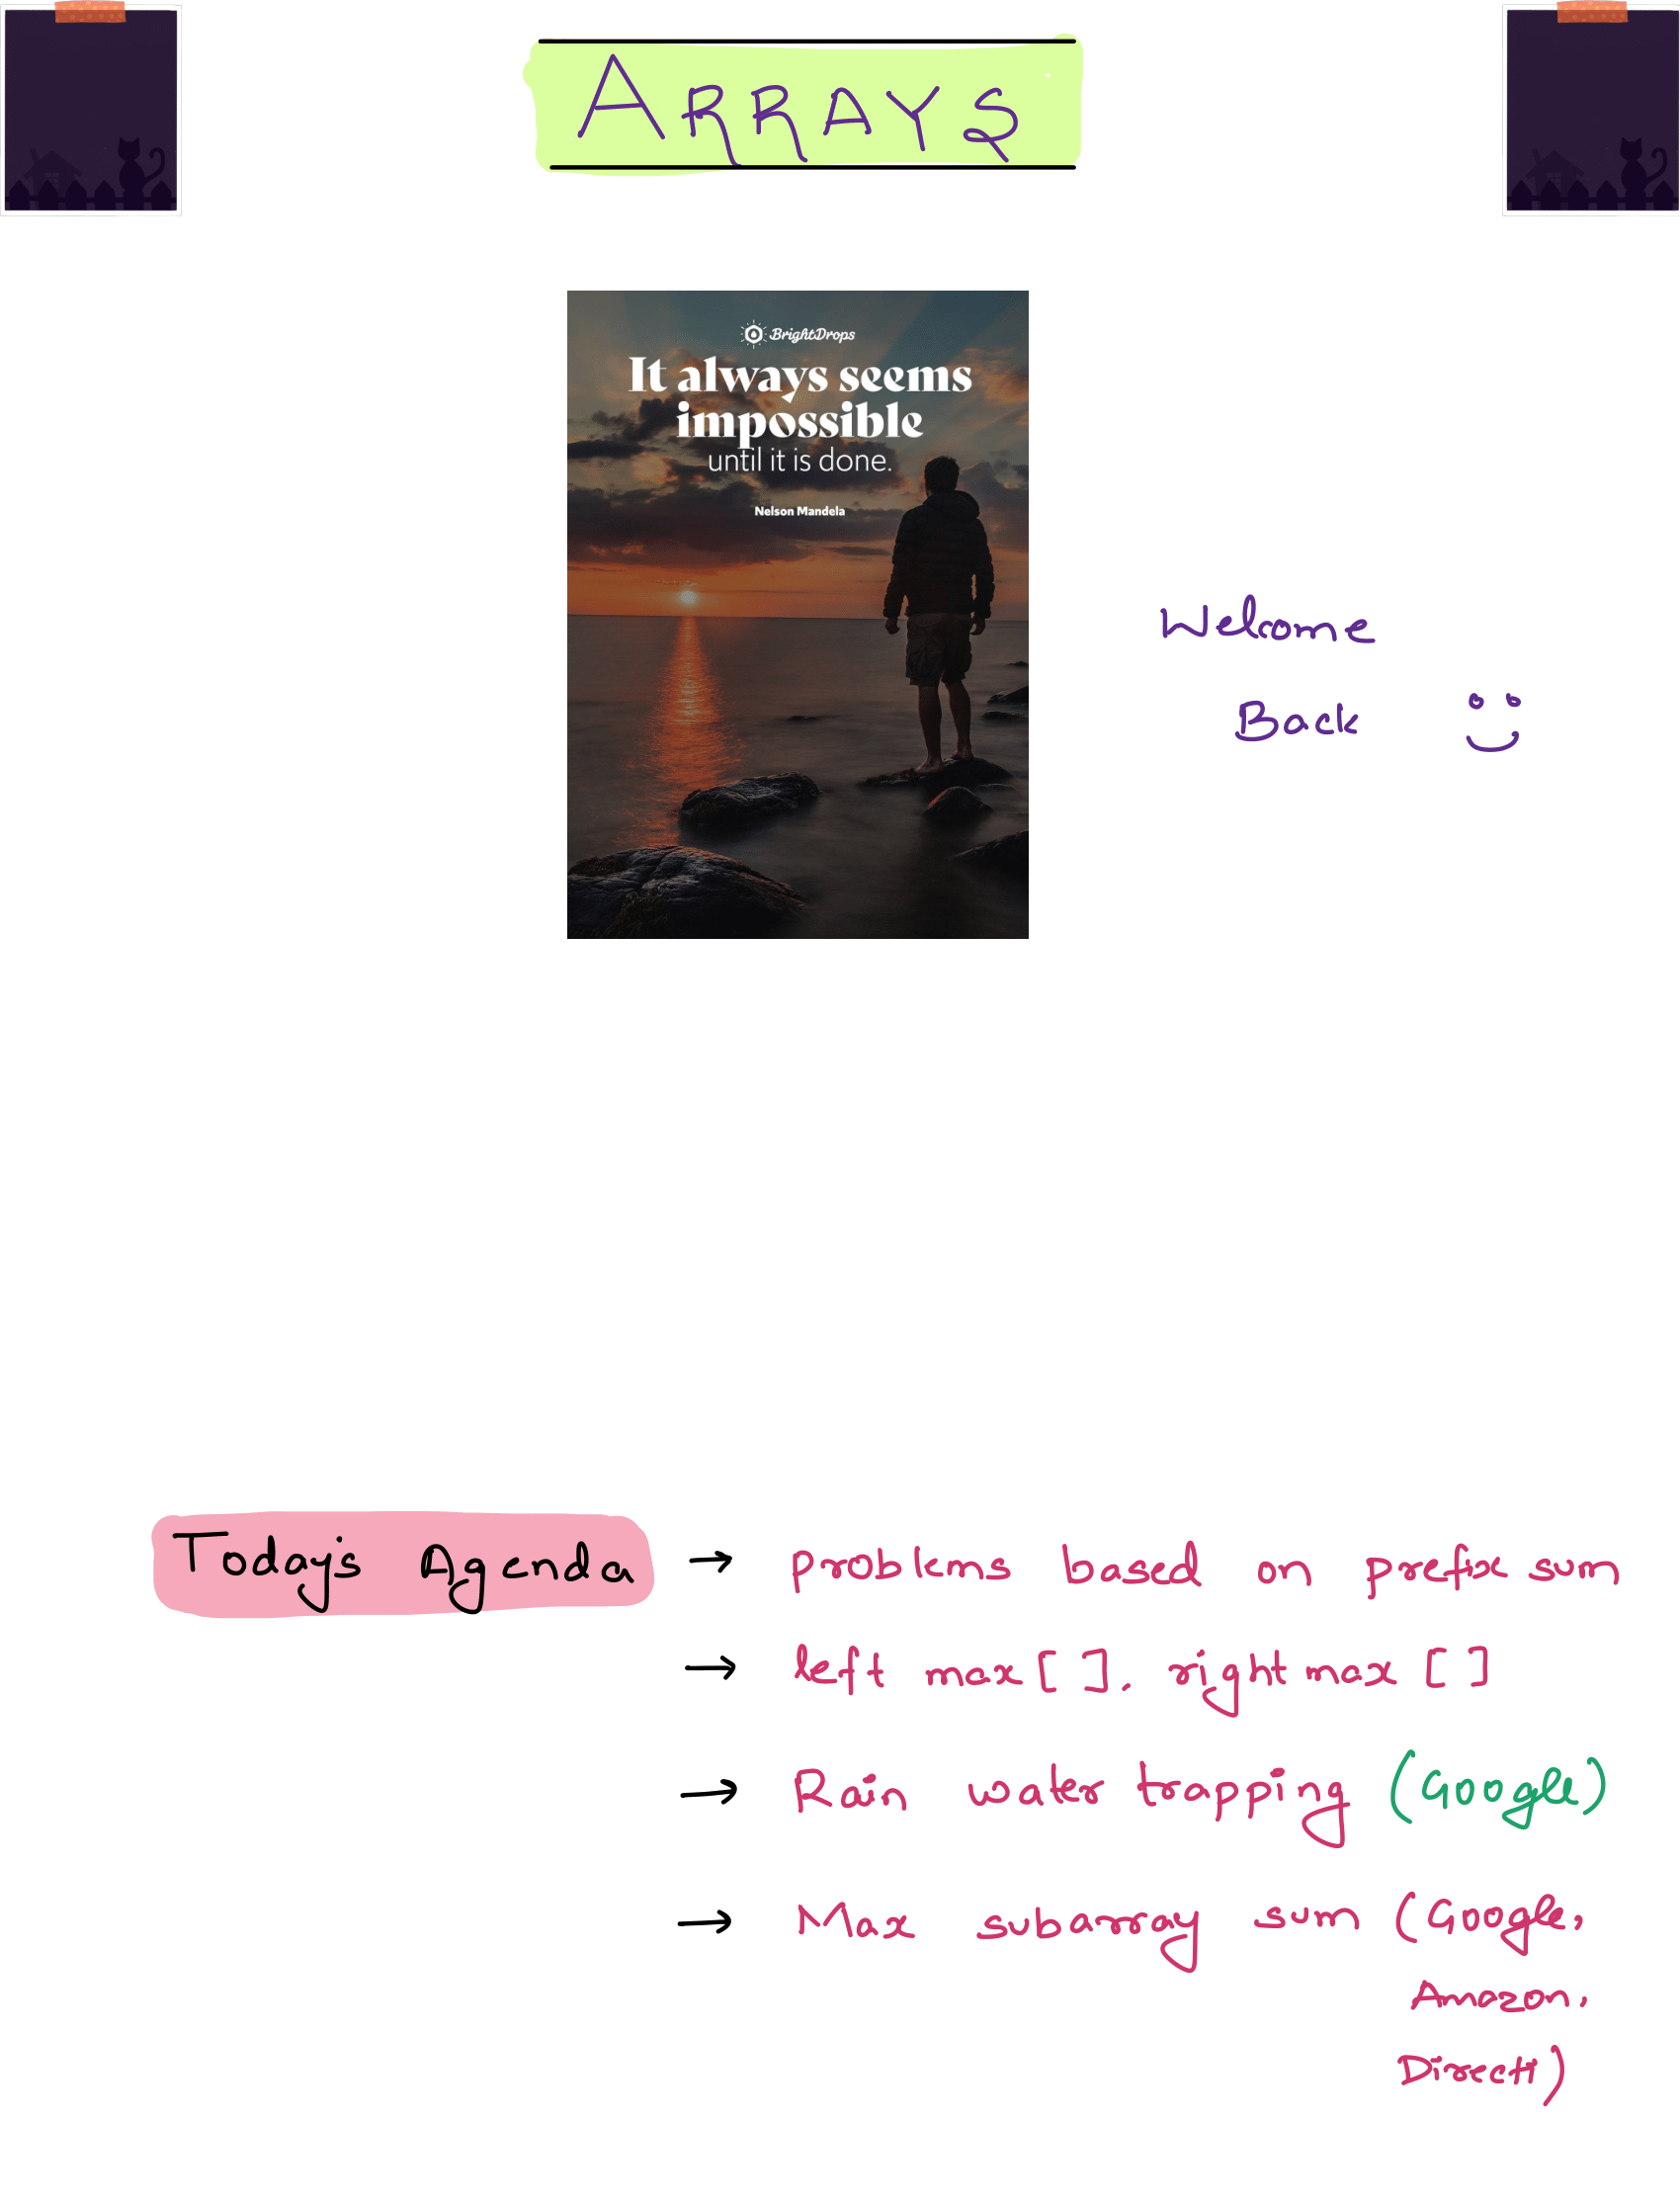 ARRAYS
BrightDrops
It always seems
impossible
until it is done.
Nelson Mandela
Welcome
Back
Today's Agenda → problems based on prefix sum
→ left max [ ], right max [ ]
→ Rain water trapping (Google)
→ Max subarray sum (Google,
Amazon,
Directi)